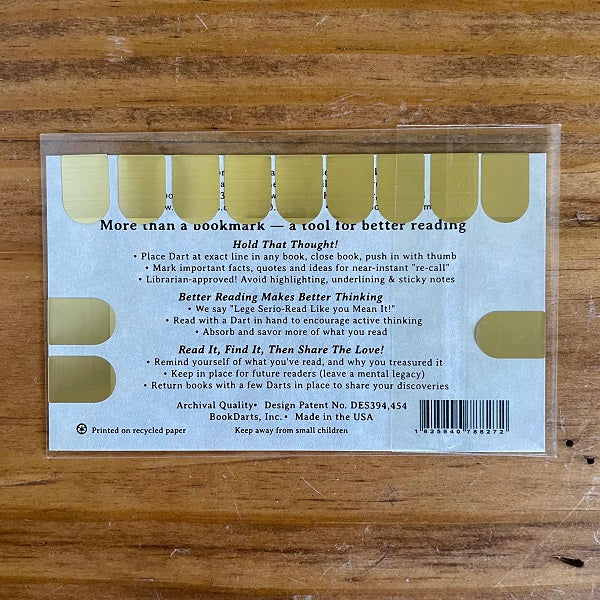 More than a bookmark — a tool for better reading
Hold That Thought!
• Place Dart at exact line in any book, close book, push in with thumb
• Mark important facts, quotes and ideas for near-instant "re-call"
• Librarian-approved! Avoid highlighting, underlining & sticky notes
Better Reading Makes Better Thinking
• We say "Lege Serio-Read Like you Mean It!"
• Read with a Dart in hand to encourage active thinking
• Absorb and savor more of what you read
Read It, Find It, Then Share The Love!
• Remind yourself of what you've read, and why you treasured it
• Keep in place for future readers (leave a mental legacy)
• Return books with a few Darts in place to share your discoveries
Archival Quality• Design Patent No. DES394,454
BookDarts, Inc. • Made in the USA
Printed on recycled paper Keep away from small children
1 825840 786272